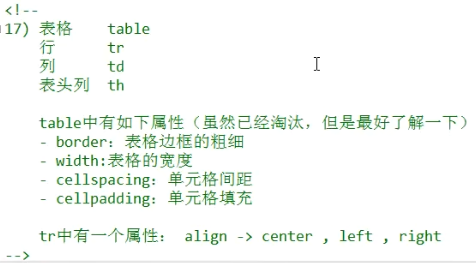 <!--
17) 表格 table
行 tr
列 td
表头列 th
table中有如下属性（虽然已经淘汰，但是最好了解一下）
- border：表格边框的粗细
- width:表格的宽度
- cellspacing：单元格间距
- cellpadding：单元格填充
tr中有一个属性： align -> center , left , right
-->